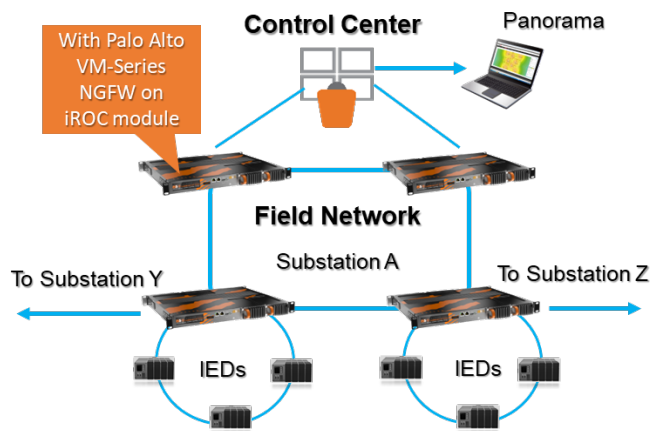 Control Center
Panorama
With Palo Alto
VM-Series
NGFW on
iROC module
Field Network
Substation A
To Substation Y
To Substation Z
IEDs
IEDs